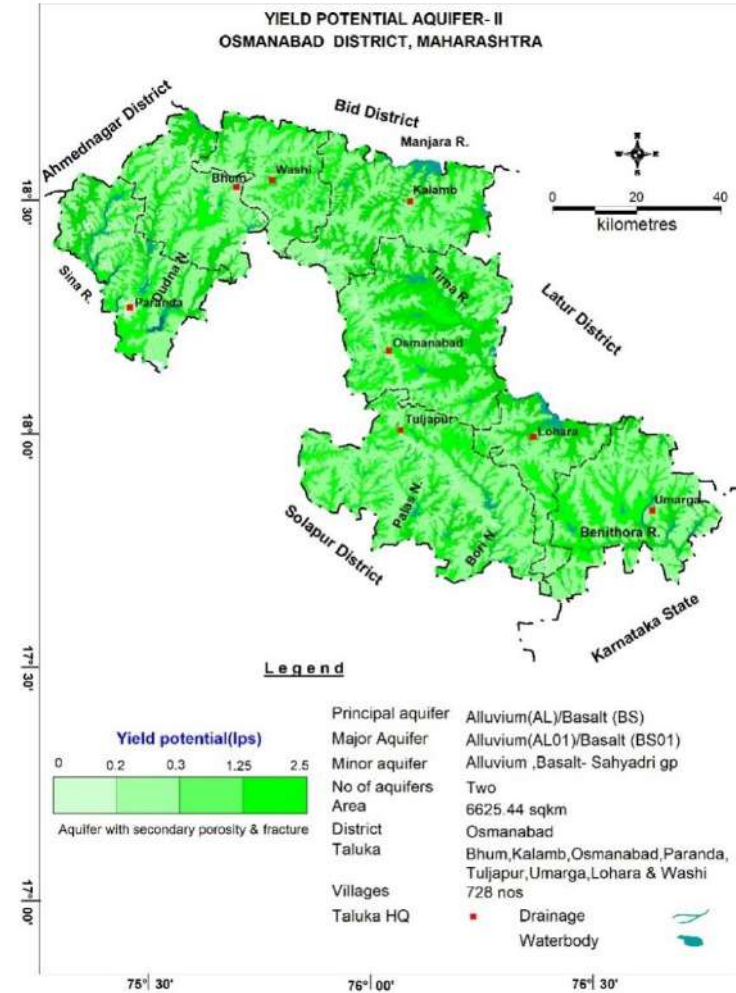 YIELD POTENTIAL AQUIFER- II
OSMANABAD DISTRICT, MAHARASHTRA
Ahmednagar District
Bid District
Manjara R.
Washi
Bhum
Kalamb
18° 30'
0 20 40
kilometres
Sina R.
Dudna N.
Tirna R.
Paranda
Latur District
Osmanabad
18° 00'
Tuljapur
Lohara
Palas N.
Umarga
Solapur District
Bori N.
Benithora R.
Karnataka State
17° 30'
Legend
Principal aquifer Alluvium(AL)/Basalt (BS)
Major Aquifer Alluvium(AL01)/Basalt (BS01)
Minor aquifer Alluvium ,Basalt- Sahyadri gp
No of aquifers Two
Area 6625.44 sqkm
District Osmanabad
Taluka Bhum,Kalamb,Osmanabad,Paranda,
Tuljapur,Umarga,Lohara & Washi
Villages 728 nos
Taluka HQ Drainage
Waterbody
Yield potential(lps)
0 0.2 0.3 1.25 2.5
Aquifer with secondary porosity & fracture
17° 00'
75° 30' 76° 00' 76° 30'